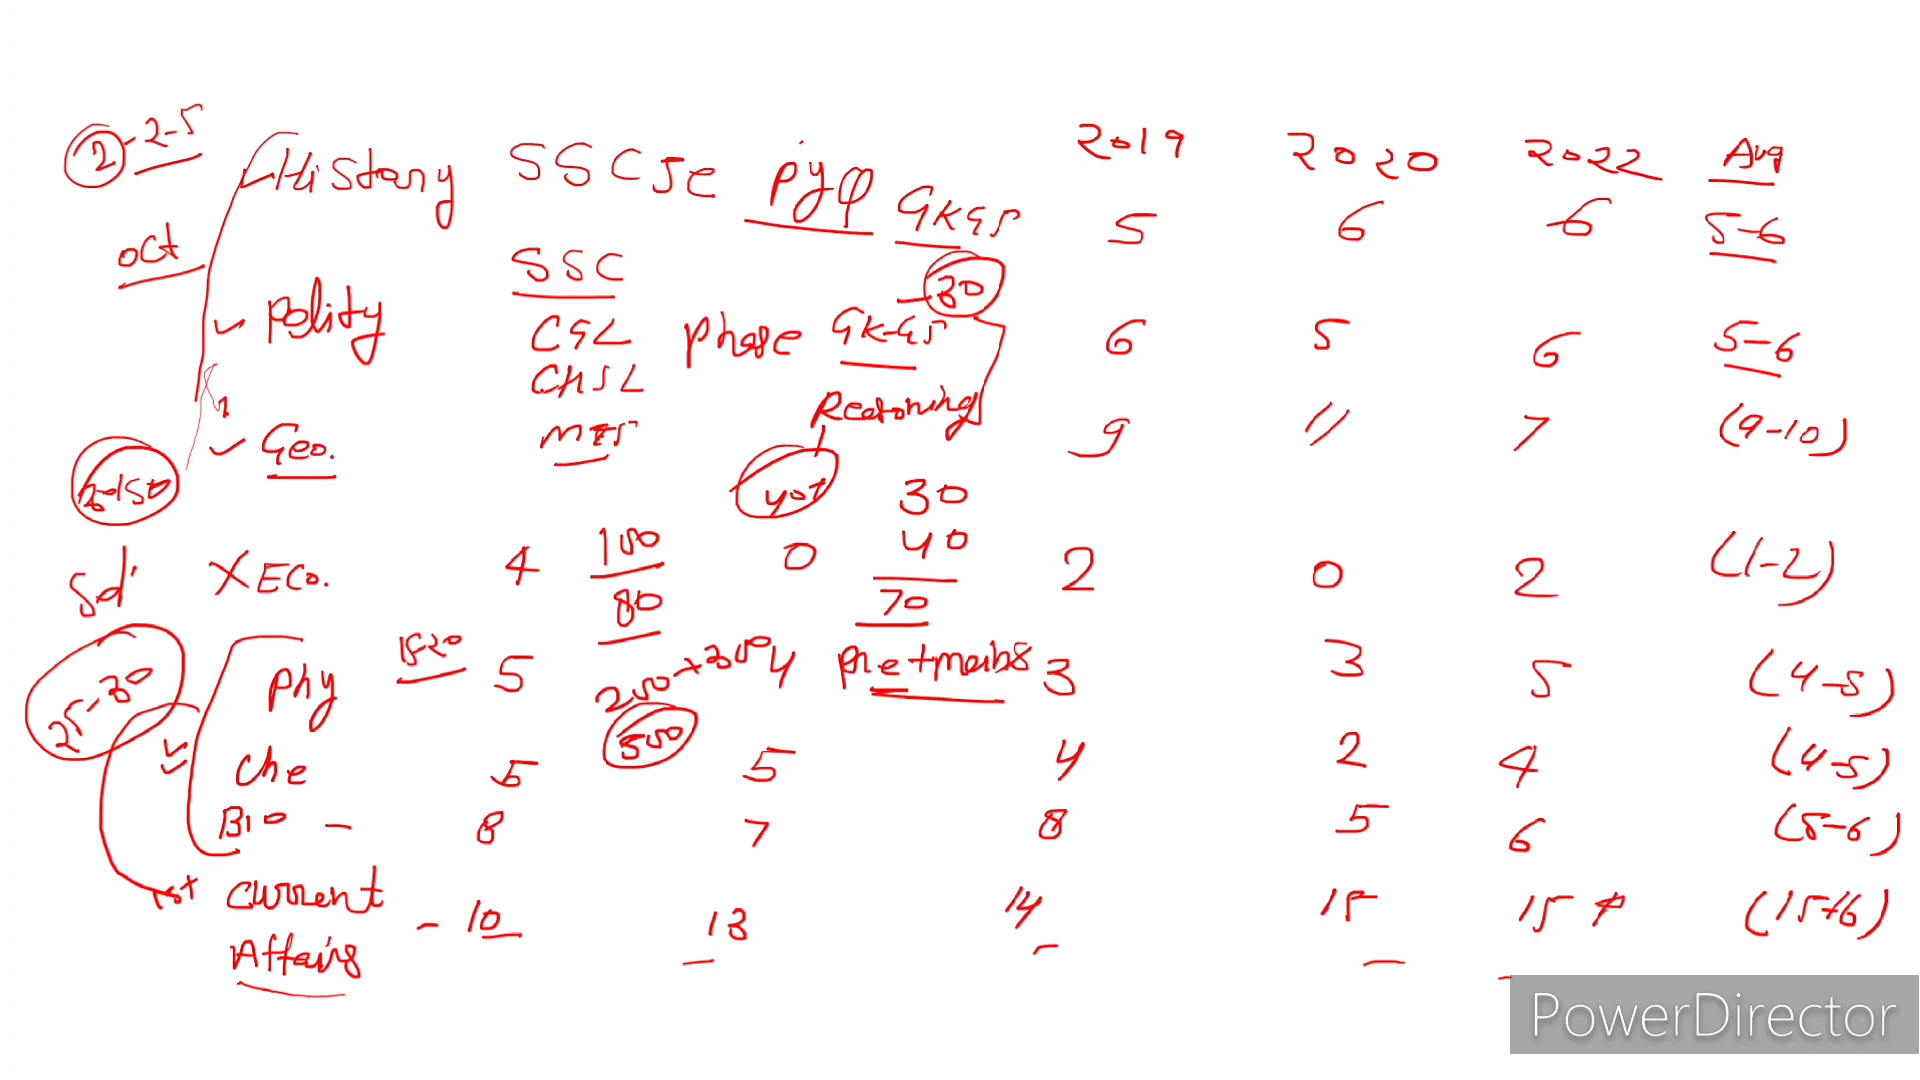 2 - 2-5
History SSC JE PYQ GKGS 2019 2020 2022 Avg
5 6 6 5-6
oct SSC 30
Polity CGL Phase GK-GS 6 5 6 5-6
CHSL
Reasoning
Geo. MTS 9 11 7 (9-10)
40+ 30
100 40
X ECo. 4 80 0 70 2 0 2 (1-2)
15-20
25-30 Phy 5 200+300 4 Pre+mains 3 3 5 (4-5)
500
Che 5 5 4 2 4 (4-5)
BIO - 8 7 8 5 6 (5-6)
Current
Affairs - 10 13 14 15 15 (15+6)
PowerDirector